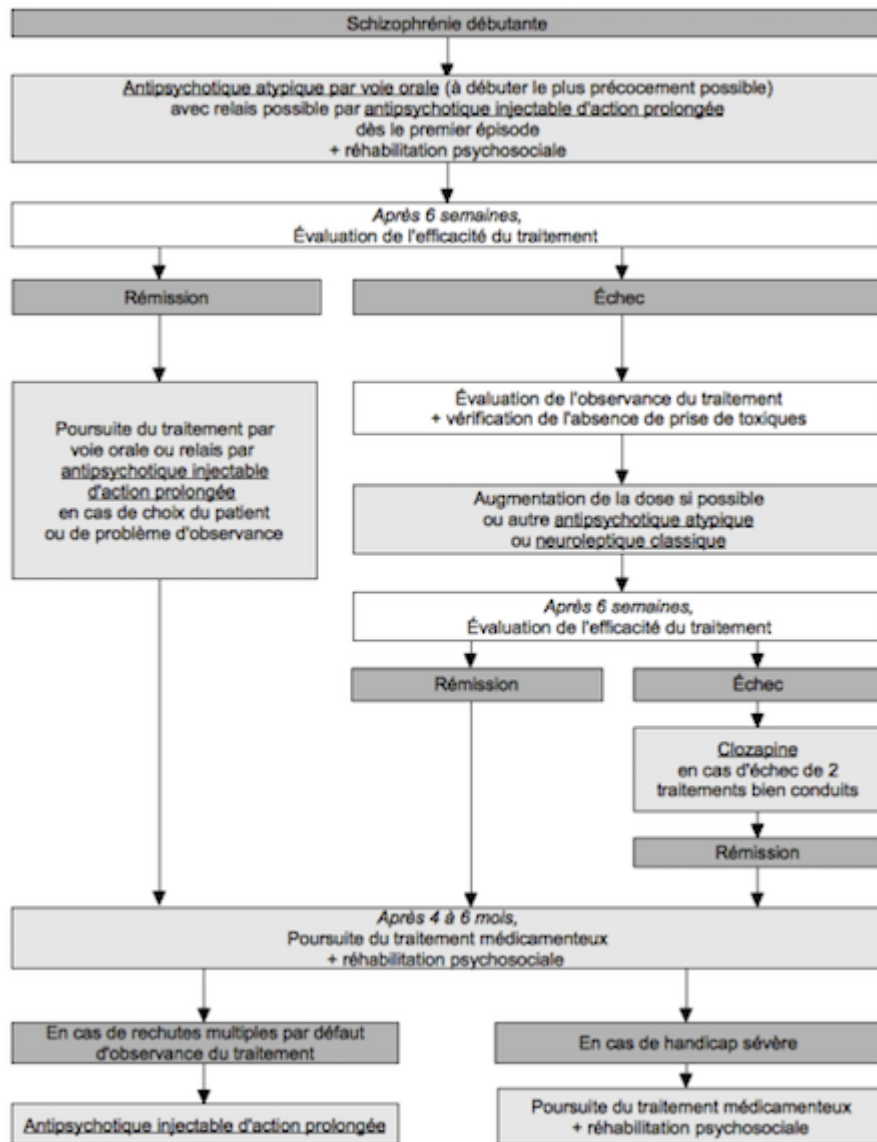 Schizophrénie débutante
Antipsychotique atypique par voie orale (à débuter le plus précocement possible)
avec relais possible par antipsychotique injectable d'action prolongée
dès le premier épisode
+ réhabilitation psychosociale
Après 6 semaines,
Évaluation de l'efficacité du traitement
Rémission
Échec
Poursuite du traitement par
voie orale ou relais par
antipsychotique injectable
d'action prolongée
en cas de choix du patient
ou de problème d'observance
Évaluation de l'observance du traitement
+ vérification de l'absence de prise de toxiques
Augmentation de la dose si possible
ou autre antipsychotique atypique
ou neuroleptique classique
Après 6 semaines,
Évaluation de l'efficacité du traitement
Rémission
Échec
Clozapine
en cas d'échec de 2
traitements bien conduits
Rémission
Après 4 à 6 mois,
Poursuite du traitement médicamenteux
+ réhabilitation psychosociale
En cas de rechutes multiples par défaut
d'observance du traitement
En cas de handicap sévère
Antipsychotique injectable d'action prolongée
Poursuite du traitement médicamenteux
+ réhabilitation psychosociale